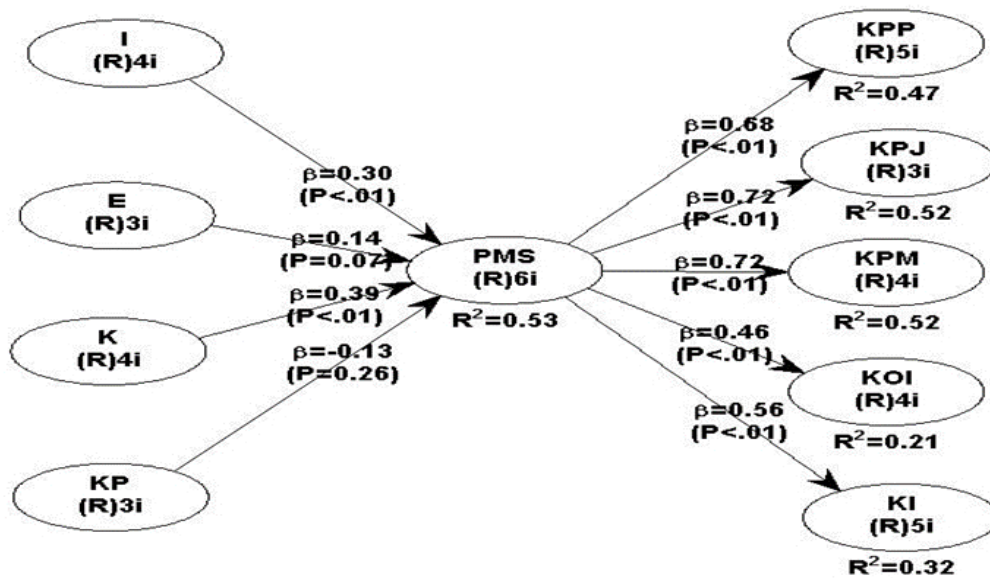 I
(R)4i
E
(R)3i
K
(R)4i
KP
(R)3i
β=0.30
(P<.01)
β=0.14
(P=0.07)
β=0.39
(P<.01)
β=-0.13
(P=0.26)
PMS
(R)6i
R²=0.53
β=0.68
(P<.01)
β=0.72
(P<.01)
β=0.72
(P<.01)
β=0.46
(P<.01)
β=0.56
(P<.01)
KPP
(R)5i
R²=0.47
KPJ
(R)3i
R²=0.52
KPM
(R)4i
R²=0.52
KOI
(R)4i
R²=0.21
KI
(R)5i
R²=0.32